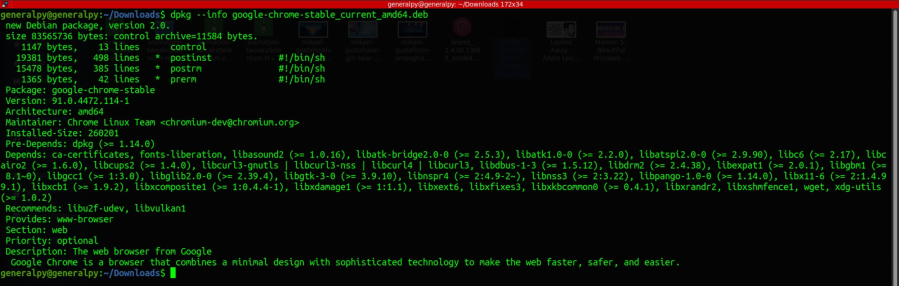 generalpy@generalpy: ~/Downloads 172x34
generalpy@generalpy:~/Downloads$ dpkg --info google-chrome-stable_current_amd64.deb
 new Debian package, version 2.0.
 size 83565736 bytes: control archive=11584 bytes.
    1147 bytes,    13 lines      control
   19381 bytes,   498 lines   *  postinst             #!/bin/sh
   15478 bytes,   385 lines   *  postrm               #!/bin/sh
    1365 bytes,    42 lines   *  prerm                #!/bin/sh
 Package: google-chrome-stable
 Version: 91.0.4472.114-1
 Architecture: amd64
 Maintainer: Chrome Linux Team <chromium-dev@chromium.org>
 Installed-Size: 260201
 Pre-Depends: dpkg (>= 1.14.0)
 Depends: ca-certificates, fonts-liberation, libasound2 (>= 1.0.16), libatk-bridge2.0-0 (>= 2.5.3), libatk1.0-0 (>= 2.2.0), libatspi2.0-0 (>= 2.9.90), libc6 (>= 2.17), libc
airo2 (>= 1.6.0), libcups2 (>= 1.4.0), libcurl3-gnutls | libcurl3-nss | libcurl4 | libcurl3, libdbus-1-3 (>= 1.5.12), libdrm2 (>= 2.4.38), libexpat1 (>= 2.0.1), libgbm1 (>=
 8.1~0), libgcc1 (>= 1:3.0), libglib2.0-0 (>= 2.39.4), libgtk-3-0 (>= 3.9.10), libnspr4 (>= 2:4.9-2~), libnss3 (>= 2:3.22), libpango-1.0-0 (>= 1.14.0), libx11-6 (>= 2:1.4.9
9.1), libxcb1 (>= 1.9.2), libxcomposite1 (>= 1:0.4.4-1), libxdamage1 (>= 1:1.1), libxext6, libxfixes3, libxkbcommon0 (>= 0.4.1), libxrandr2, libxshmfence1, wget, xdg-utils
(>= 1.0.2)
 Recommends: libu2f-udev, libvulkan1
 Provides: www-browser
 Section: web
 Priority: optional
 Description: The web browser from Google
  Google Chrome is a browser that combines a minimal design with sophisticated technology to make the web faster, safer, and easier.
generalpy@generalpy:~/Downloads$